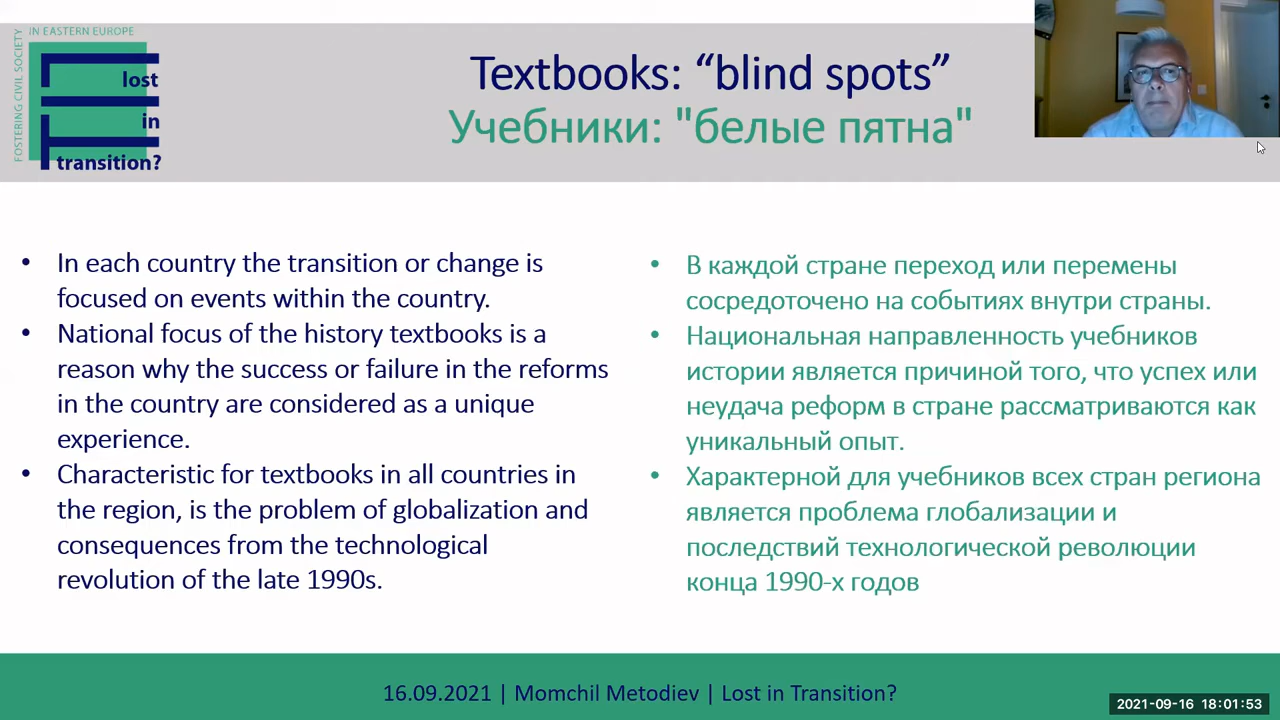 IN EASTERN EUROPE
FOSTERING CIVIL SOCIETY
lost
in
transition?
Textbooks: “blind spots”
Учебники: "белые пятна"
• In each country the transition or change is
focused on events within the country.
• National focus of the history textbooks is a
reason why the success or failure in the reforms
in the country are considered as a unique
experience.
• Characteristic for textbooks in all countries in
the region, is the problem of globalization and
consequences from the technological
revolution of the late 1990s.
• В каждой стране переход или перемены
сосредоточено на событиях внутри страны.
• Национальная направленность учебников
истории является причиной того, что успех или
неудача реформ в стране рассматриваются как
уникальный опыт.
• Характерной для учебников всех стран региона
является проблема глобализации и
последствий технологической революции
конца 1990-х годов
16.09.2021 | Momchil Metodiev | Lost in Transition?
2021-09-16 18:01:53